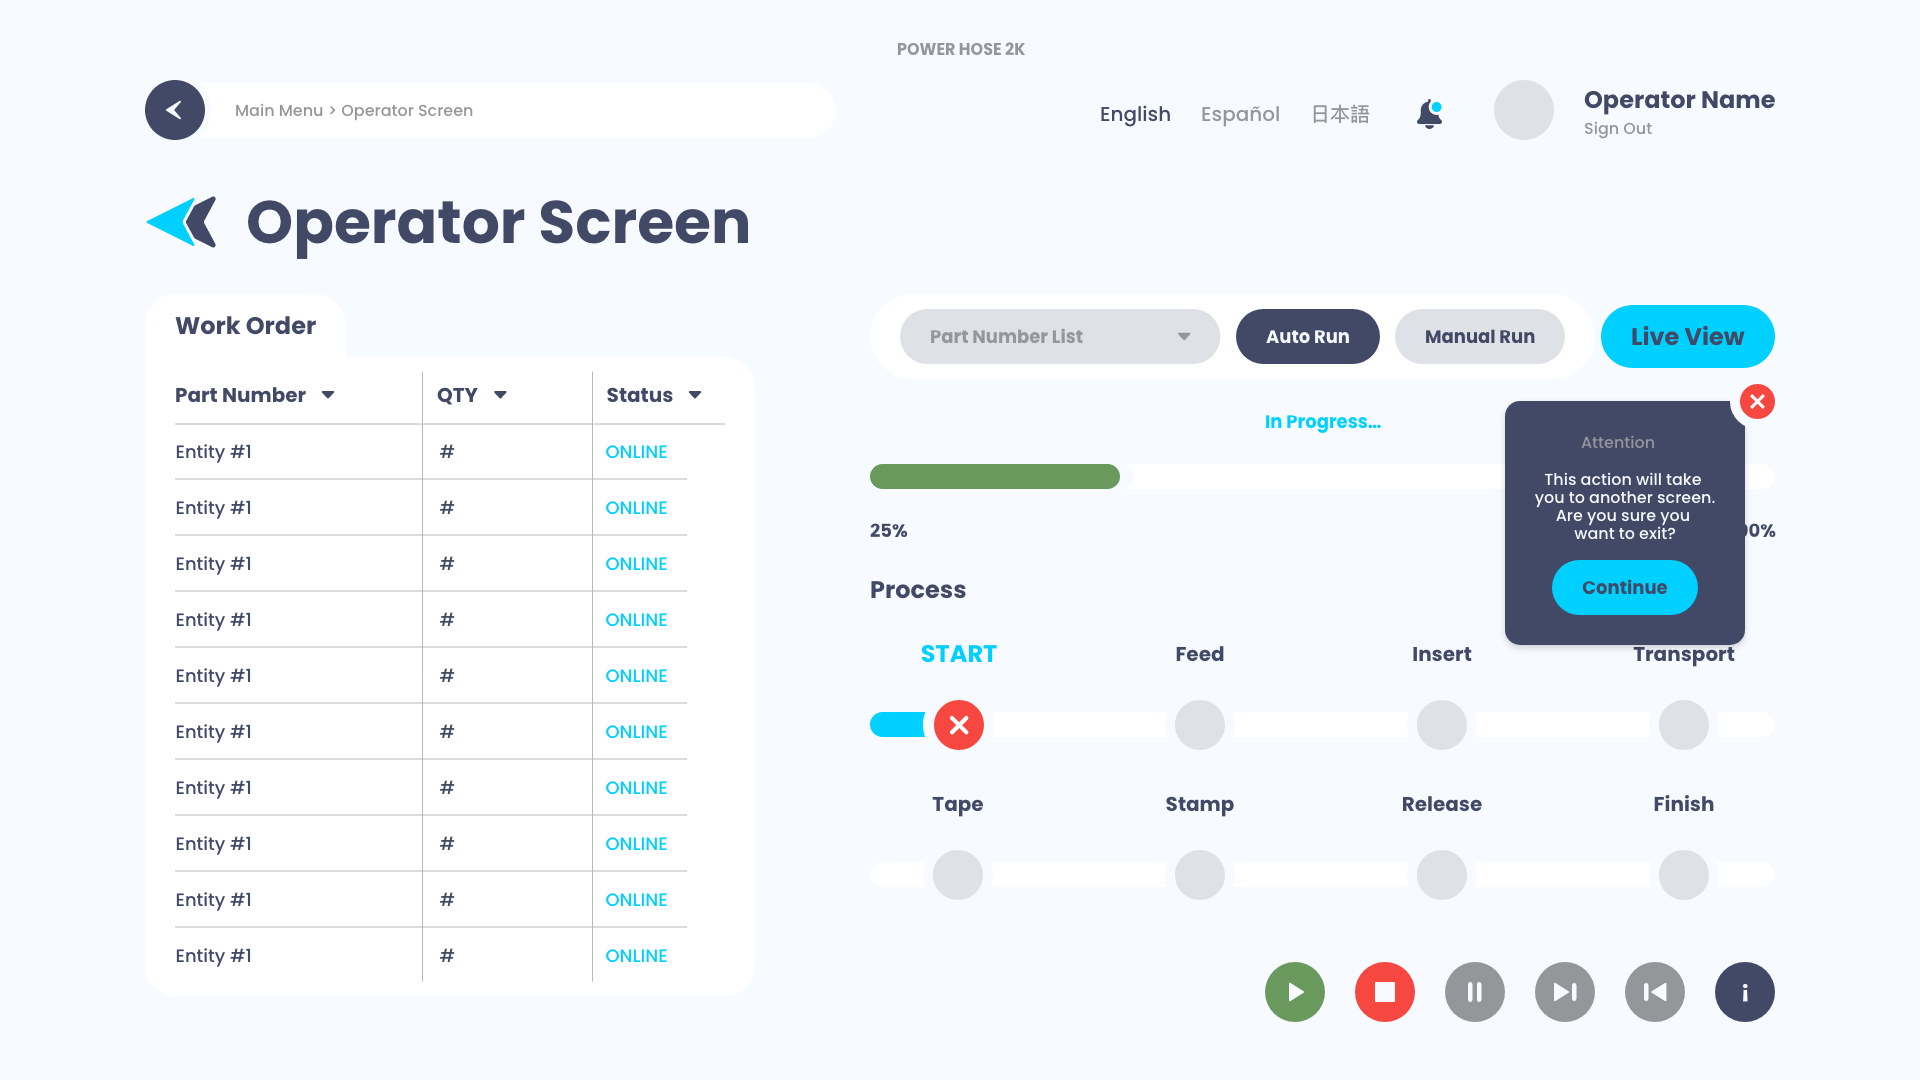 POWER HOSE 2K
Main Menu > Operator Screen
English
Español
日本語
Operator Name
Sign Out
Operator Screen
Work Order
Part Number
QTY
Status
Entity #1 # ONLINE
Entity #1 # ONLINE
Entity #1 # ONLINE
Entity #1 # ONLINE
Entity #1 # ONLINE
Entity #1 # ONLINE
Entity #1 # ONLINE
Entity #1 # ONLINE
Entity #1 # ONLINE
Entity #1 # ONLINE
Part Number List
Auto Run
Manual Run
Live View
In Progress...
Attention
This action will take
you to another screen.
Are you sure you
want to exit?
Continue
25%
Process
START
Feed
Insert
Transport
Tape
Stamp
Release
Finish